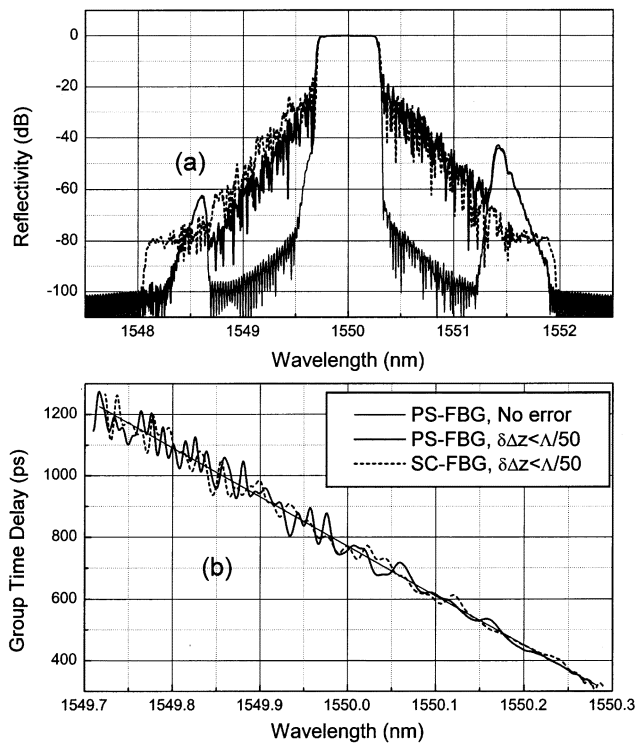 0
-20
-40
-60
-80
-100
Reflectivity (dB)
(a)
1548 1549 1550 1551 1552
Wavelength (nm)
1200
1000
800
600
400
Group Time Delay (ps)
PS-FBG, No error
PS-FBG, δΔz<Λ/50
SC-FBG, δΔz<Λ/50
(b)
1549.7 1549.8 1549.9 1550.0 1550.1 1550.2 1550.3
Wavelength (nm)